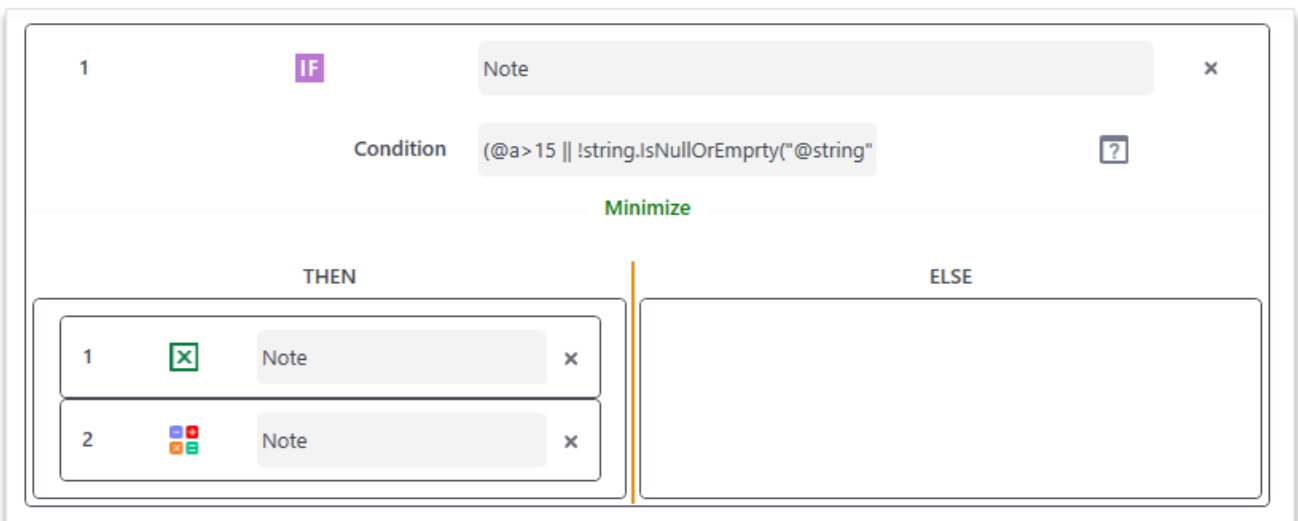 1 IF Note ×
Condition (@a>15 || !string.IsNullOrEmprty("@string" ?
Minimize
THEN ELSE
1 Note ×
2 Note ×